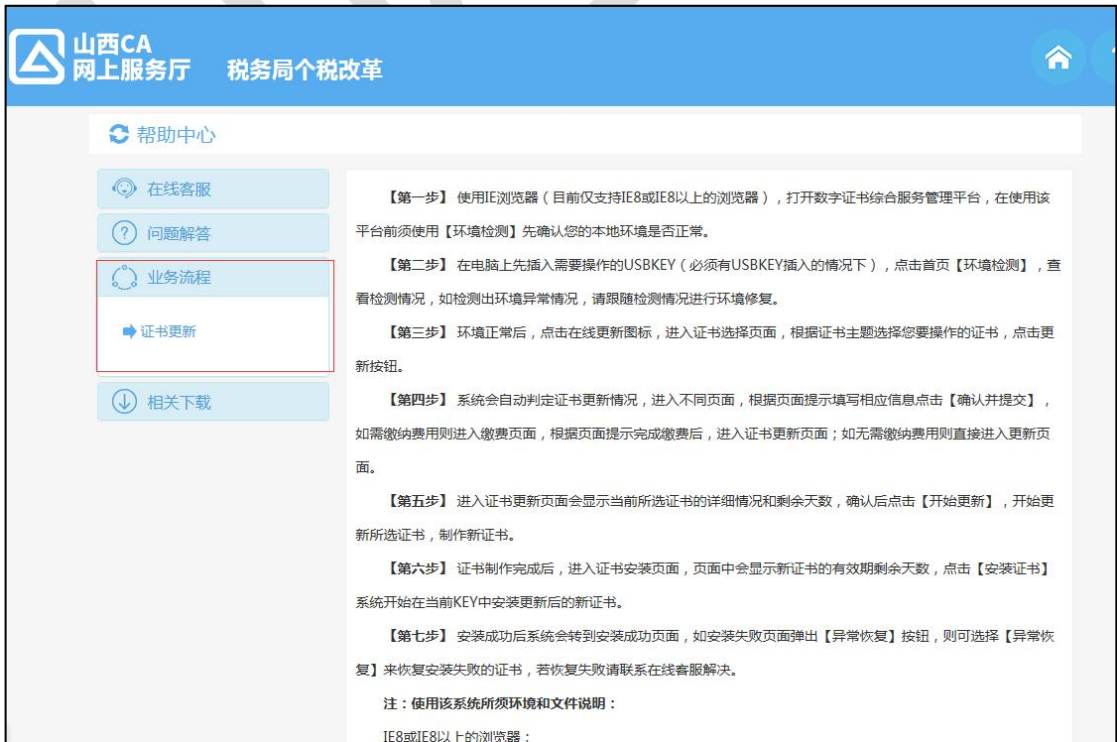 山西CA
网上服务厅 税务局个税改革
帮助中心
在线客服
问题解答
业务流程
证书更新
相关下载
【第一步】 使用IE浏览器（目前仅支持IE8或IE8以上的浏览器），打开数字证书综合服务管理平台，在使用该
平台前须使用【环境检测】先确认您的本地环境是否正常。
【第二步】 在电脑上先插入需要操作的USBKEY（必须有USBKEY插入的情况下），点击首页【环境检测】，查
看检测情况，如检测出环境异常情况，请跟随检测情况进行环境修复。
【第三步】 环境正常后，点击在线更新图标，进入证书选择页面，根据证书主题选择您要操作的证书，点击更
新按钮。
【第四步】 系统会自动判定证书更新情况，进入不同页面，根据页面提示填写相应信息点击【确认并提交】，
如需缴纳费用则进入缴费页面，根据页面提示完成缴费后，进入证书更新页面；如无需缴纳费用则直接进入更新页
面。
【第五步】 进入证书更新页面会显示当前所选证书的详细情况和剩余天数，确认后点击【开始更新】，开始更
新所选证书，制作新证书。
【第六步】 证书制作完成后，进入证书安装页面，页面中会显示新证书的有效期剩余天数，点击【安装证书】
系统开始在当前KEY中安装更新后的新证书。
【第七步】 安装成功后系统会转到安装成功页面，如安装失败页面弹出【异常恢复】按钮，则可选择【异常恢
复】来恢复安装失败的证书，若恢复失败请联系在线客服解决。
注：使用该系统所须环境和文件说明：
IE8或IE8以上的浏览器；